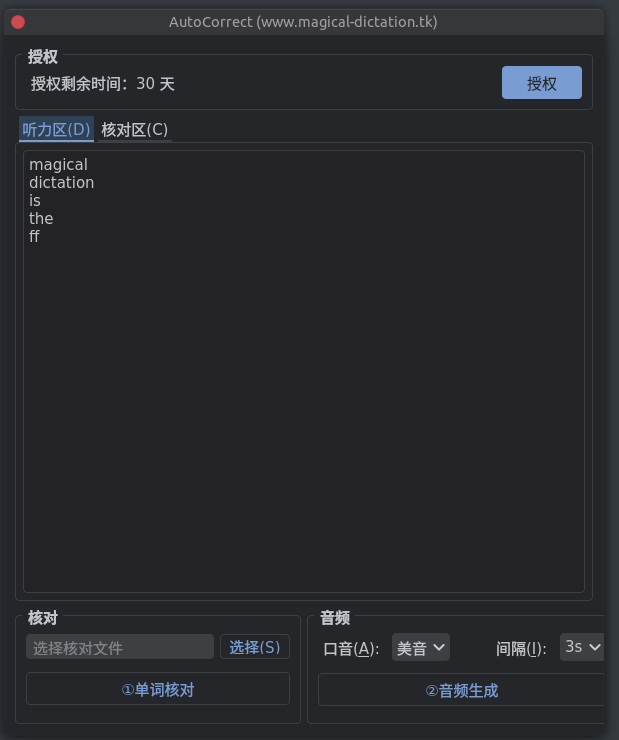 AutoCorrect (www.magical-dictation.tk)
授权
授权剩余时间：30 天
授权
听力区(D) 核对区(C)
magical
dictation
is
the
ff
核对
选择核对文件 选择(S)
①单词核对
音频
口音(A): 美音 间隔(I): 3s
②音频生成